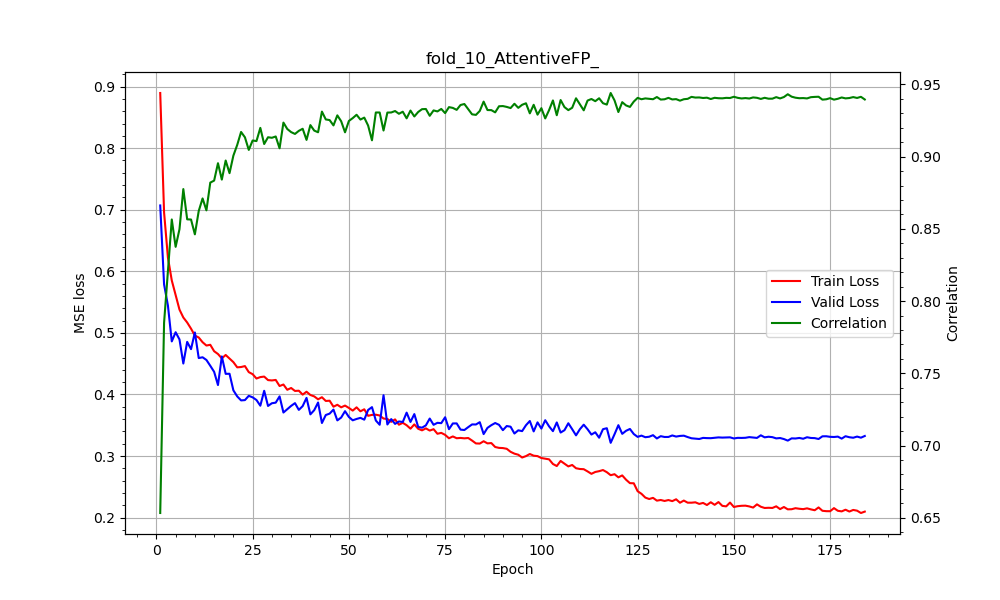 fold_10_AttentiveFP_
0.9
0.8
0.7
0.6
0.5
0.4
0.3
0.2
MSE loss
0.95
0.90
0.85
0.80
0.75
0.70
0.65
Correlation
Train Loss
Valid Loss
Correlation
0 25 50 75 100 125 150 175
Epoch